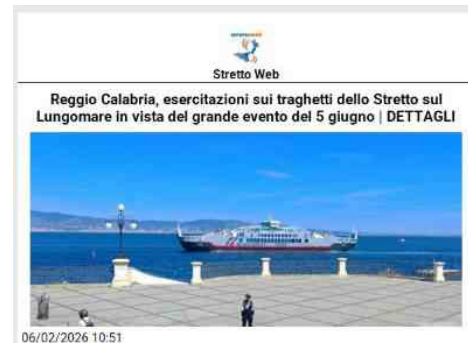 strettoweb
Stretto Web
Reggio Calabria, esercitazioni sui traghetti dello Stretto sul
Lungomare in vista del grande evento del 5 giugno | DETTAGLI
06/02/2026 10:51